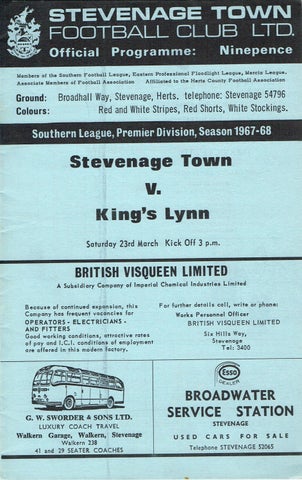 STEVENAGE TOWN
FOOTBALL CLUB LTD.
Official Programme: Ninepence
Members of the Southern Football League, Eastern Professional Floodlight League, Mercia League.
Associate Members of Football Association Affiliated to the Herts County Football Association
Ground: Broadhall Way, Stevenage, Herts. telephone: Stevenage 54796
Colours: Red and White Stripes, Red Shorts, White Stockings.
Southern League, Premier Division, Season 1967-68
Stevenage Town
V.
King's Lynn
Saturday 23rd March Kick Off 3 p.m.
BRITISH VISQUEEN LIMITED
A Subsidiary Company of Imperial Chemical Industries Limited
Because of continued expansion, this
Company has frequent vacancies for
OPERATORS - ELECTRICIANS -
AND FITTERS
Good working conditions, attractive rates
of pay and I.C.I. conditions of employment
are offered in this modern factory.
For further details call, write or phone:
Works Personnel Officer
BRITISH VISQUEEN LIMITED
Six Hills Way,
Stevenage
Tel: 3400
G. W. SWORDER & SONS LTD.
LUXURY COACH TRAVEL
Walkern Garage, Walkern, Stevenage
Walkern 238
41 and 29 SEATER COACHES
Esso
DEALER
BROADWATER
SERVICE STATION
STEVENAGE
USED CARS FOR SALE
Telephone STEVENAGE 52065